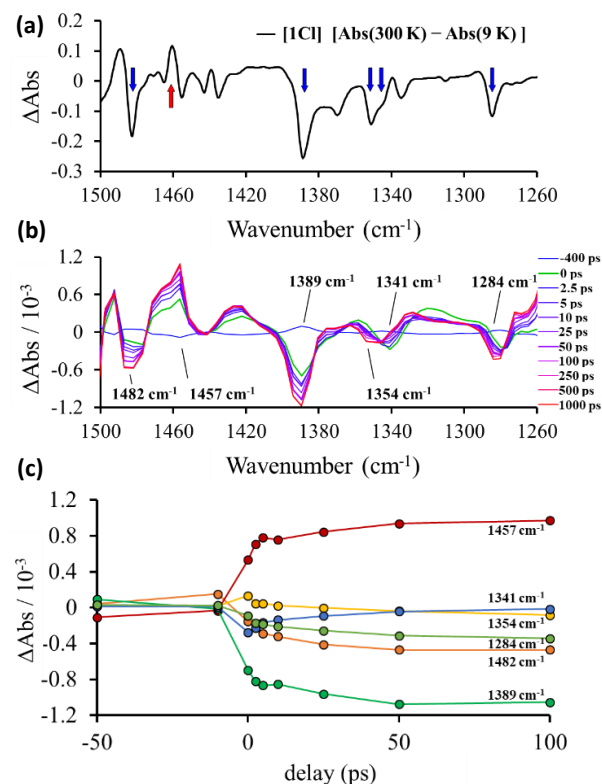 (a)
[1Cl] [Abs(300 K) − Abs(9 K) ]
0.2
0.1
0
-0.1
-0.2
-0.3
ΔAbs
1500 1460 1420 1380 1340 1300 1260
Wavenumber (cm⁻¹)
(b)
1.2
0.6
0
-0.6
-1.2
ΔAbs / 10⁻³
1389 cm⁻¹
1341 cm⁻¹
1284 cm⁻¹
1482 cm⁻¹
1457 cm⁻¹
1354 cm⁻¹
-400 ps
0 ps
2.5 ps
5 ps
10 ps
25 ps
50 ps
100 ps
250 ps
500 ps
1000 ps
1500 1460 1420 1380 1340 1300 1260
Wavenumber (cm⁻¹)
(c)
1.2
0.8
0.4
0
-0.4
-0.8
-1.2
ΔAbs / 10⁻³
1457 cm⁻¹
1341 cm⁻¹
1354 cm⁻¹
1284 cm⁻¹
1482 cm⁻¹
1389 cm⁻¹
-50 0 50 100
delay (ps)